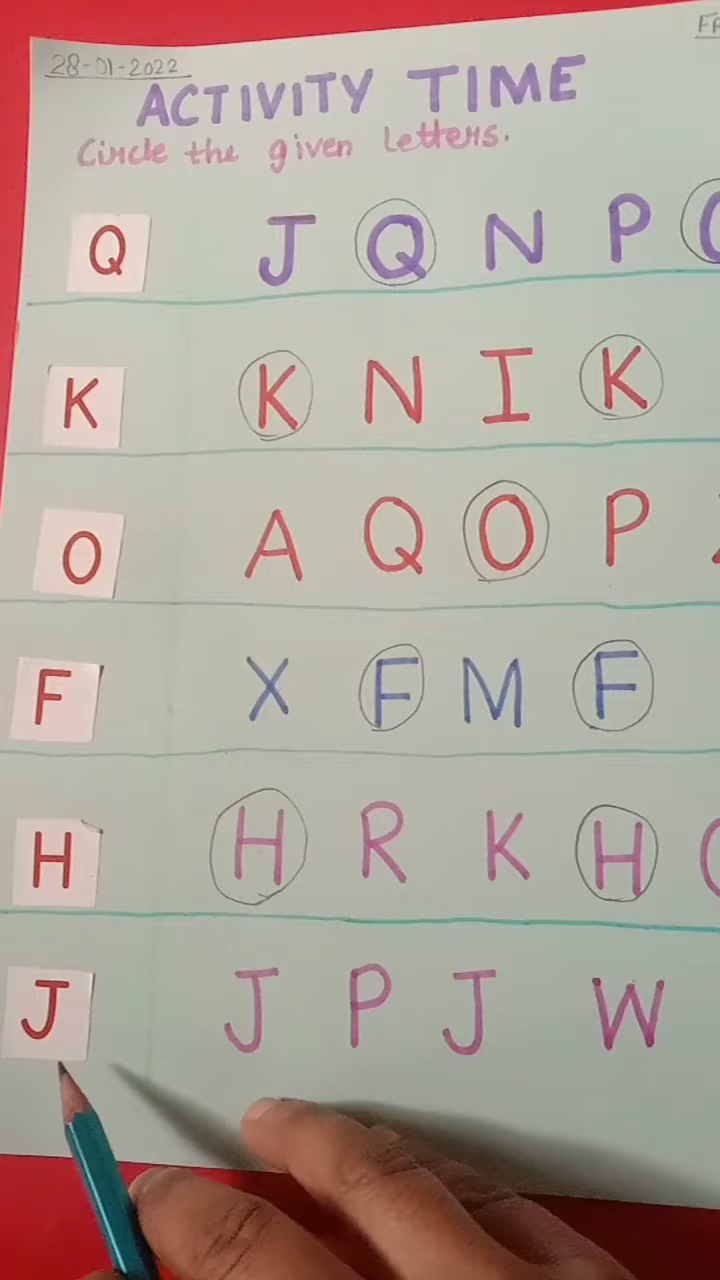 28-01-2022
ACTIVITY TIME
Circle the given Letters.
Q J Q N P
K K N I K
O A Q O P
F X F M F
H H R K H
J J P J W